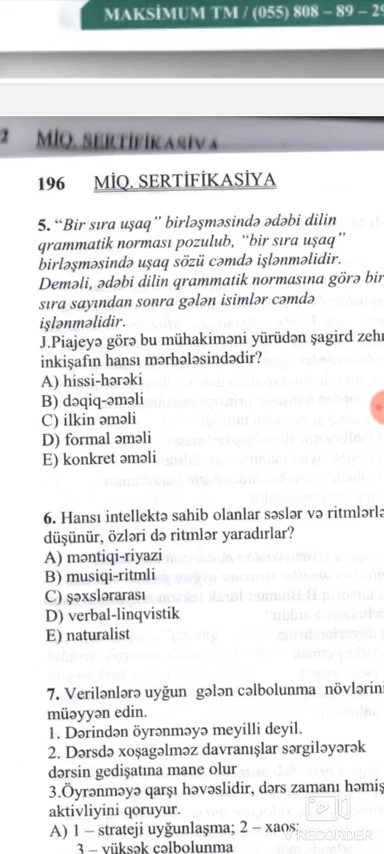 MAKSİMUM TM / (055) 808 – 89 – 29
MİQ. SERTİFİKASİYA
196 MİQ. SERTİFİKASİYA
5. “Bir sıra uşaq” birləşməsində ədəbi dilin
qrammatik norması pozulub, “bir sıra uşaq”
birləşməsində uşaq sözü cəmdə işlənməlidir.
Deməli, ədəbi dilin qrammatik normasına görə bir
sıra sayından sonra gələn isimlər cəmdə
işlənməlidir.
J.Piajeyə görə bu mühakiməni yürüdən şagird zehni
inkişafın hansı mərhələsindədir?
A) hissi-hərəki
B) dəqiq-əməli
C) ilkin əməli
D) formal əməli
E) konkret əməli
6. Hansı intellektə sahib olanlar səslər və ritmlərlə
düşünür, özləri də ritmlər yaradırlar?
A) məntiqi-riyazi
B) musiqi-ritmli
C) şəxslərarası
D) verbal-linqvistik
E) naturalist
7. Verilənlərə uyğun gələn cəlbolunma növlərini
müəyyən edin.
1. Dərindən öyrənməyə meyilli deyil.
2. Dərsdə xoşagəlməz davranışlar sərgiləyərək
dərsin gedişatına mane olur
3.Öyrənməyə qarşı həvəslidir, dərs zamanı həmişə
aktivliyini qoruyur.
A) 1 – strateji uyğunlaşma; 2 – xaos;
3 – yüksək cəlbolunma
V RECORDER